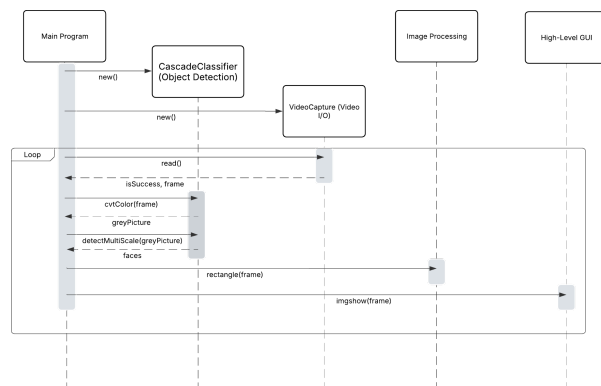 Main Program
CascadeClassifier
(Object Detection)
Image Processing
High-Level GUI
new()
VideoCapture (Video
I/O)
new()
Loop
read()
isSuccess, frame
cvtColor(frame)
greyPicture
detectMultiScale(greyPicture)
faces
rectangle(frame)
imgshow(frame)